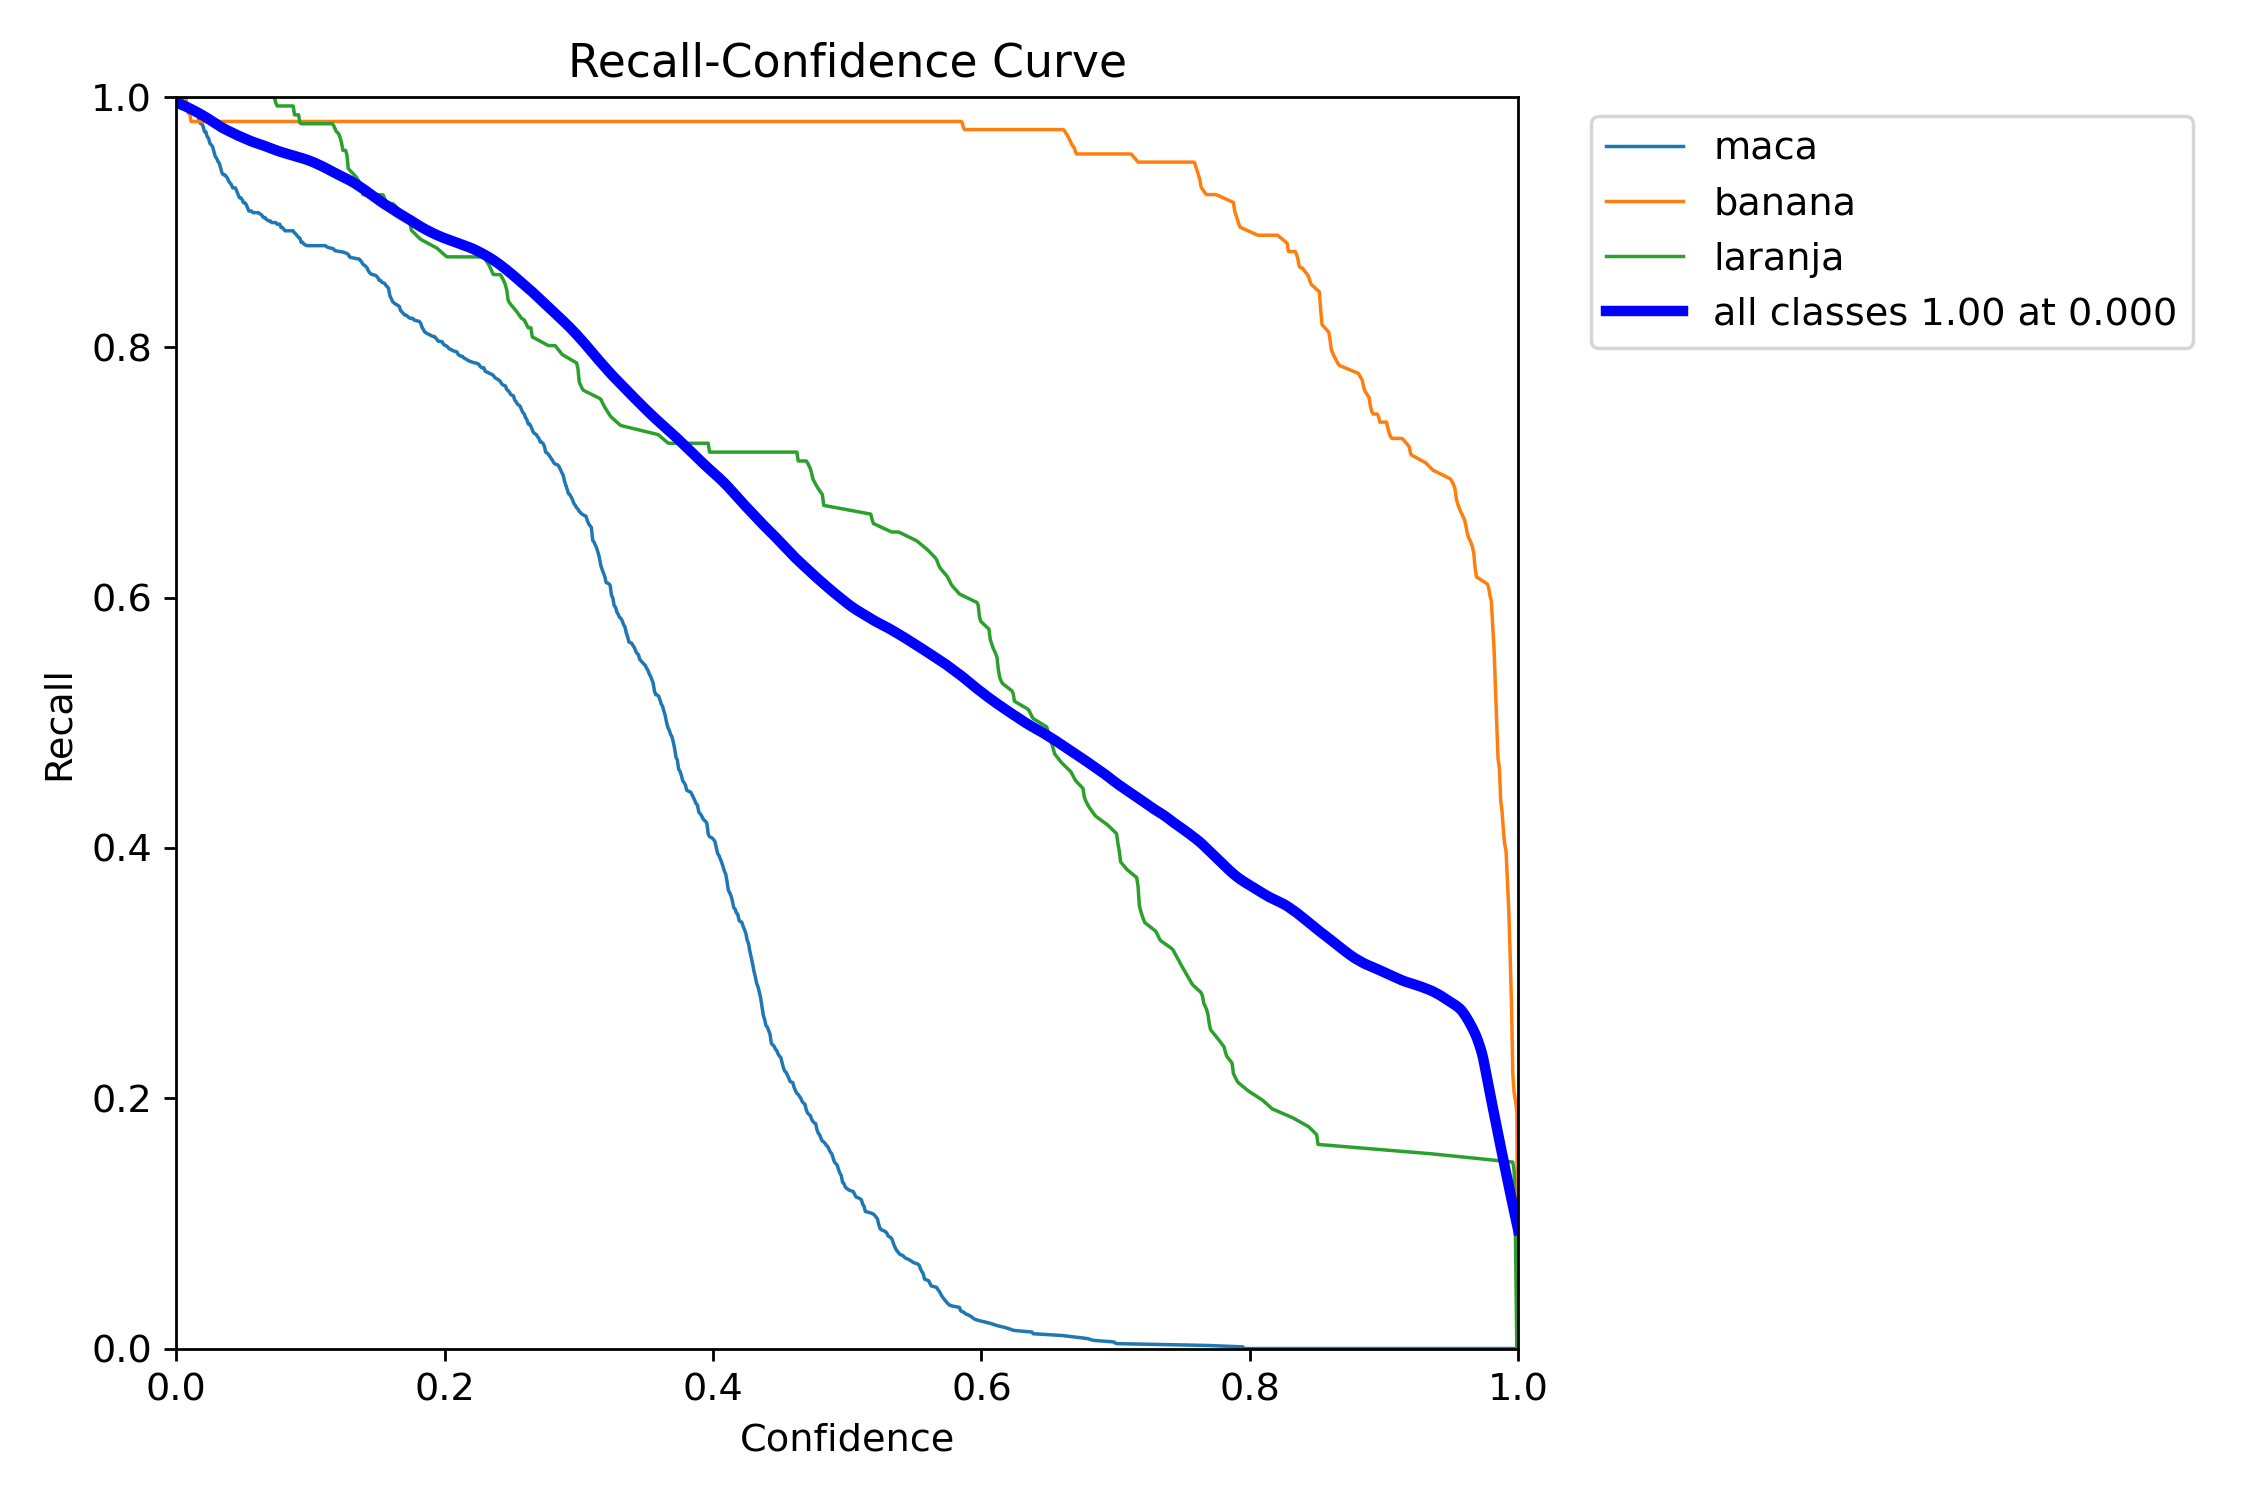 Recall-Confidence Curve
1.0
0.8
0.6
0.4
0.2
0.0
Recall
0.0 0.2 0.4 0.6 0.8 1.0
Confidence
maca
banana
laranja
all classes 1.00 at 0.000